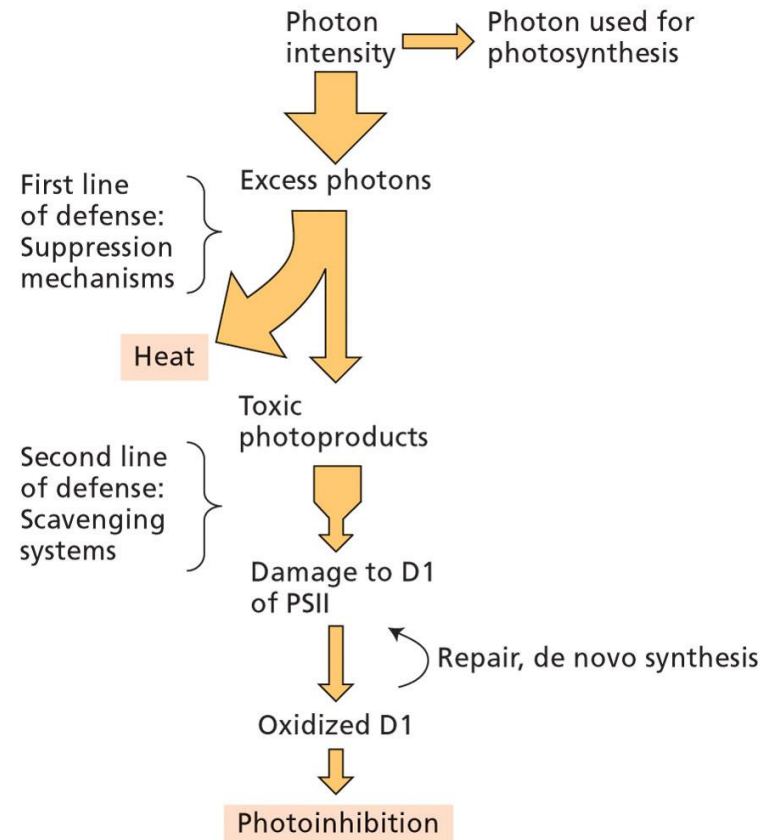 Photon
intensity
Photon used for
photosynthesis
Excess photons
First line
of defense:
Suppression
mechanisms
Heat
Toxic
photoproducts
Second line
of defense:
Scavenging
systems
Damage to D1
of PSII
Repair, de novo synthesis
Oxidized D1
Photoinhibition